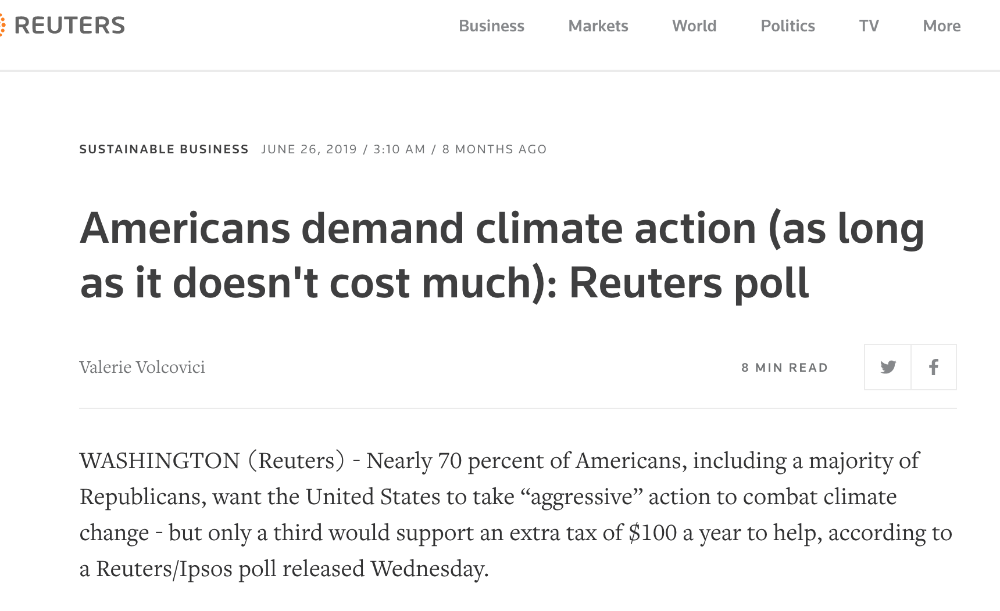 REUTERS
Business Markets World Politics TV More
SUSTAINABLE BUSINESS JUNE 26, 2019 / 3:10 AM / 8 MONTHS AGO
Americans demand climate action (as long
as it doesn't cost much): Reuters poll
Valerie Volcovici
8 MIN READ
WASHINGTON (Reuters) - Nearly 70 percent of Americans, including a majority of
Republicans, want the United States to take “aggressive” action to combat climate
change - but only a third would support an extra tax of $100 a year to help, according to
a Reuters/Ipsos poll released Wednesday.